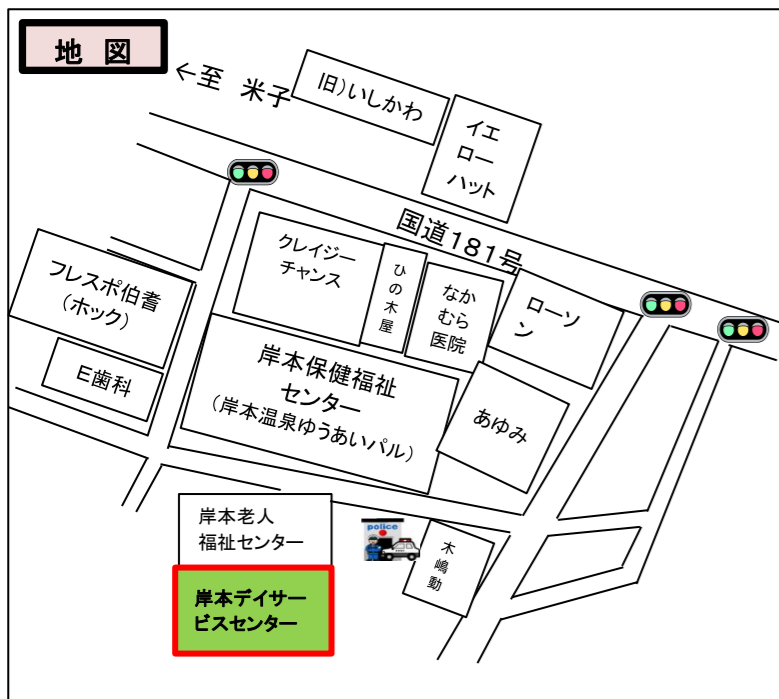 地 図
←至 米子
旧)いしかわ
イエ
ロー
ハット
国道181号
クレイジー
チャンス
ひの木屋
なか
むら
医院
ローソ
ン
フレスポ伯耆
(ホック)
E歯科
岸本保健福祉
センター
(岸本温泉ゆうあいパル)
あゆみ
岸本老人
福祉センター
police
木嶋動
岸本デイサー
ビスセンター